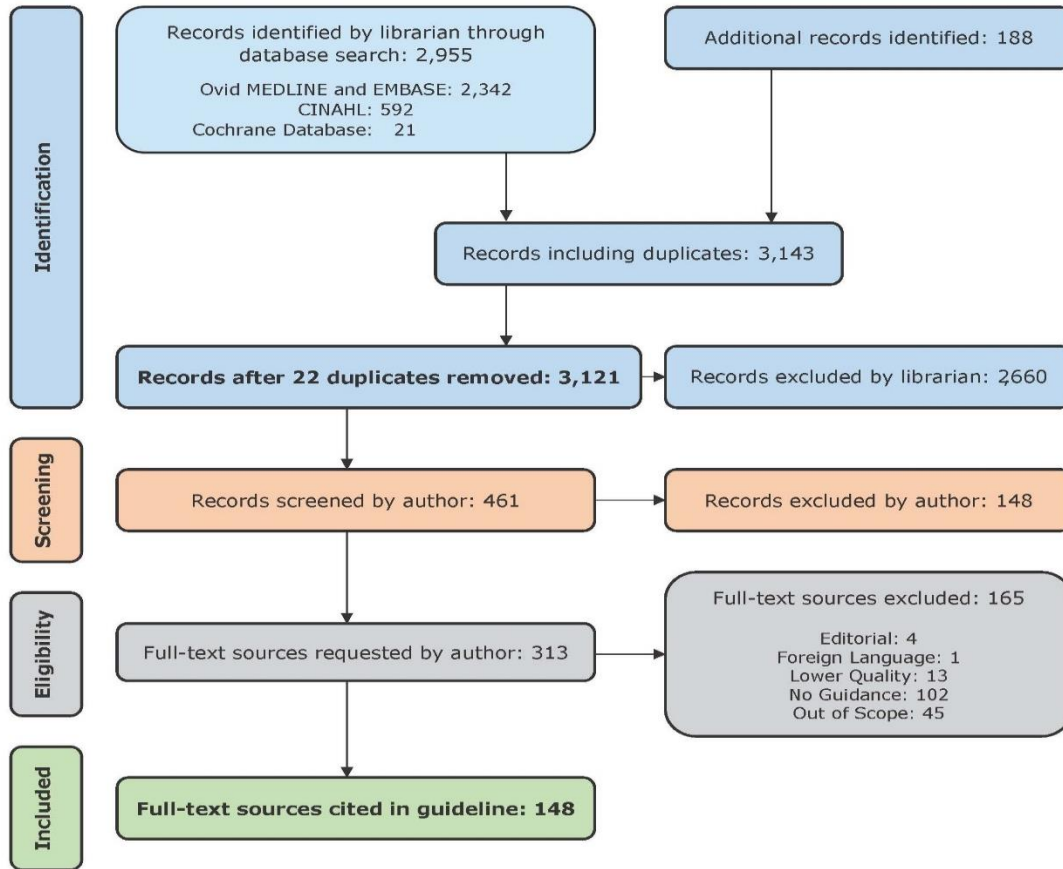 Identification
Records identified by librarian through
database search: 2,955
Ovid MEDLINE and EMBASE: 2,342
CINAHL: 592
Cochrane Database: 21
Additional records identified: 188
Records including duplicates: 3,143
Records after 22 duplicates removed: 3,121
Records excluded by librarian: 2,660
Screening
Records screened by author: 461
Records excluded by author: 148
Eligibility
Full-text sources requested by author: 313
Full-text sources excluded: 165
Editorial: 4
Foreign Language: 1
Lower Quality: 13
No Guidance: 102
Out of Scope: 45
Included
Full-text sources cited in guideline: 148